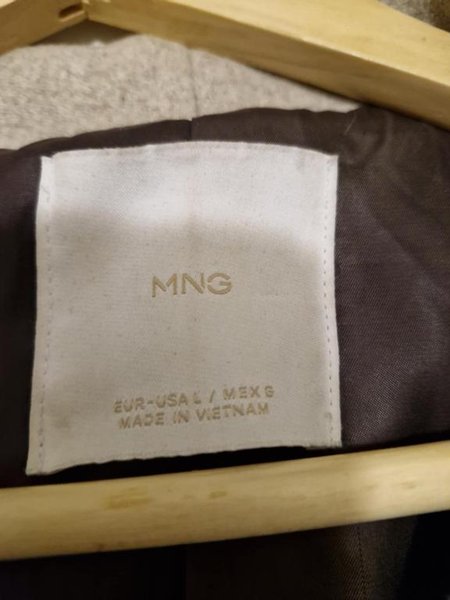 MNG
EUR-USA L / MEX G
MADE IN VIETNAM